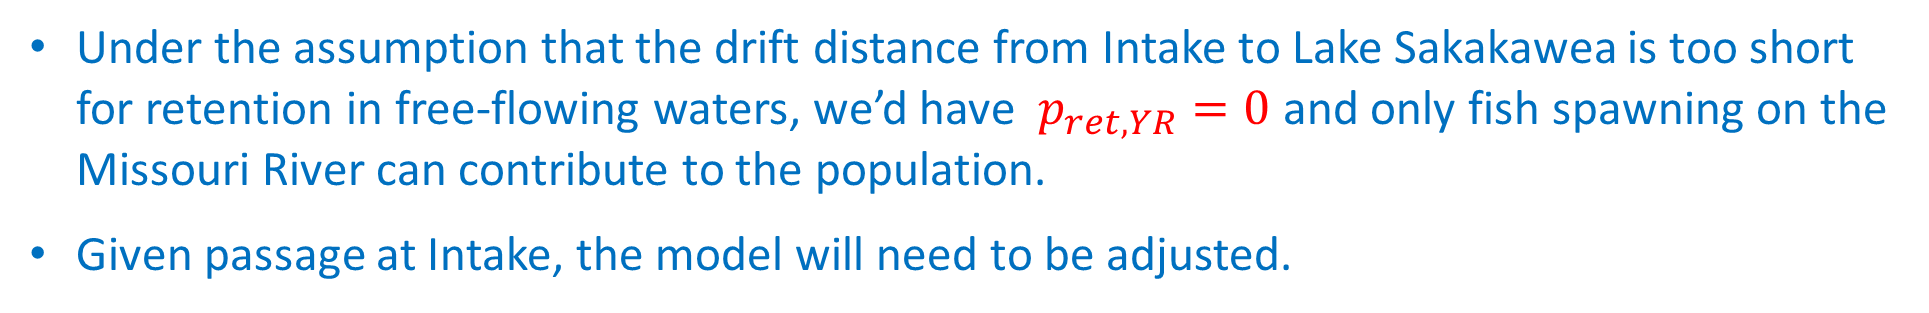 • Under the assumption that the drift distance from Intake to Lake Sakakawea is too short
for retention in free-flowing waters, we’d have p_{ret,YR} = 0 and only fish spawning on the
Missouri River can contribute to the population.
• Given passage at Intake, the model will need to be adjusted.